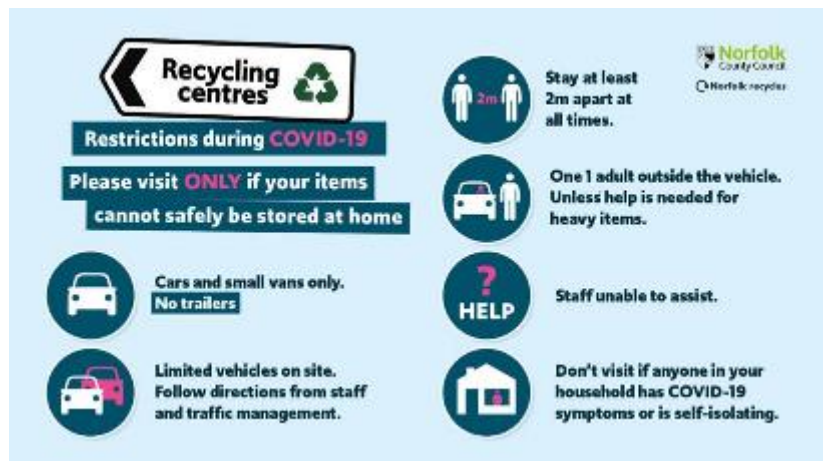 Recycling
centres
Restrictions during COVID-19
Please visit ONLY if your items
cannot safely be stored at home
Cars and small vans only.
No trailers
Limited vehicles on site.
Follow directions from staff
and traffic management.
Norfolk
County Council
Norfolk recycles
2m
Stay at least
2m apart at
all times.
One 1 adult outside the vehicle.
Unless help is needed for
heavy items.
?
HELP
Staff unable to assist.
Don't visit if anyone in your
household has COVID-19
symptoms or is self-isolating.